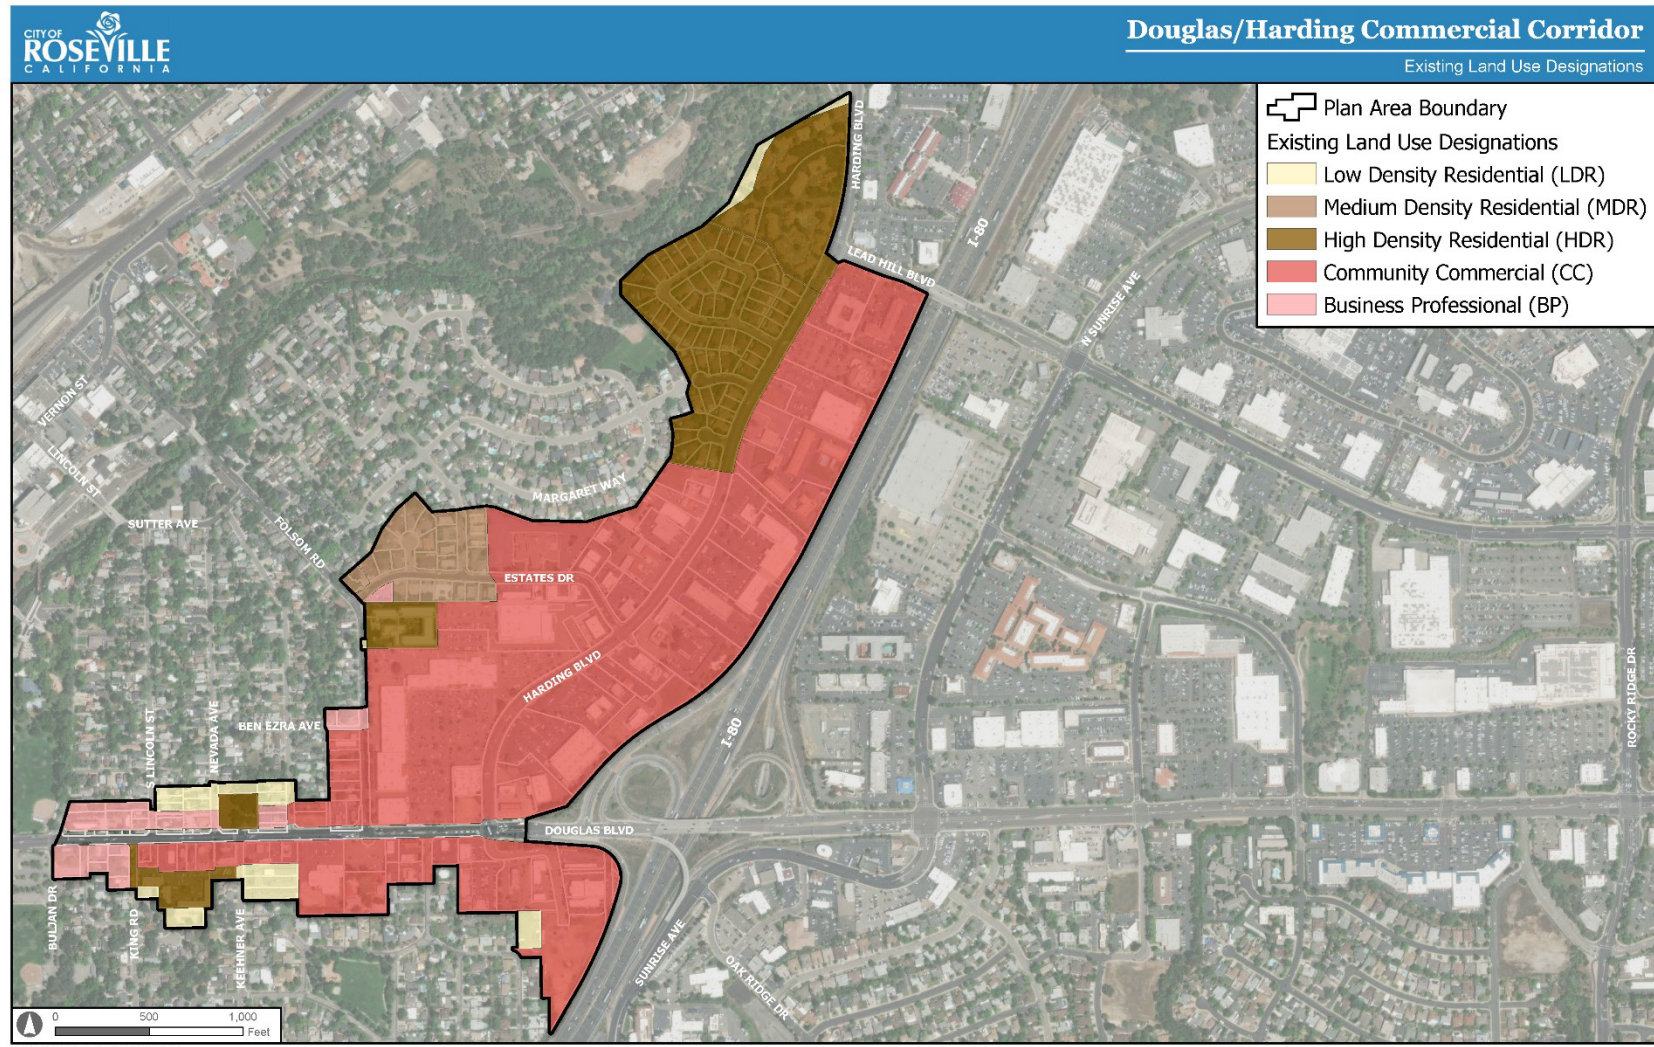 CITY OF
ROSEVILLE
CALIFORNIA
Douglas/Harding Commercial Corridor
Existing Land Use Designations
Plan Area Boundary
Existing Land Use Designations
Low Density Residential (LDR)
Medium Density Residential (MDR)
High Density Residential (HDR)
Community Commercial (CC)
Business Professional (BP)
HARDING BLVD
I-80
LEAD HILL BLVD
N SUNRISE AVE
VERNON ST
LINCOLN ST
MARGARET WAY
SUTTER AVE
FOLSOM RD
ESTATES DR
HARDING BLVD
ROCKY RIDGE DR
S LINCOLN ST
NEVADA AVE
BEN EZRA AVE
I-80
DOUGLAS BLVD
BULJAN DR
KING RD
KEEHNER AVE
SUNRISE AVE
OAK RIDGE DR
0 500 1,000
Feet